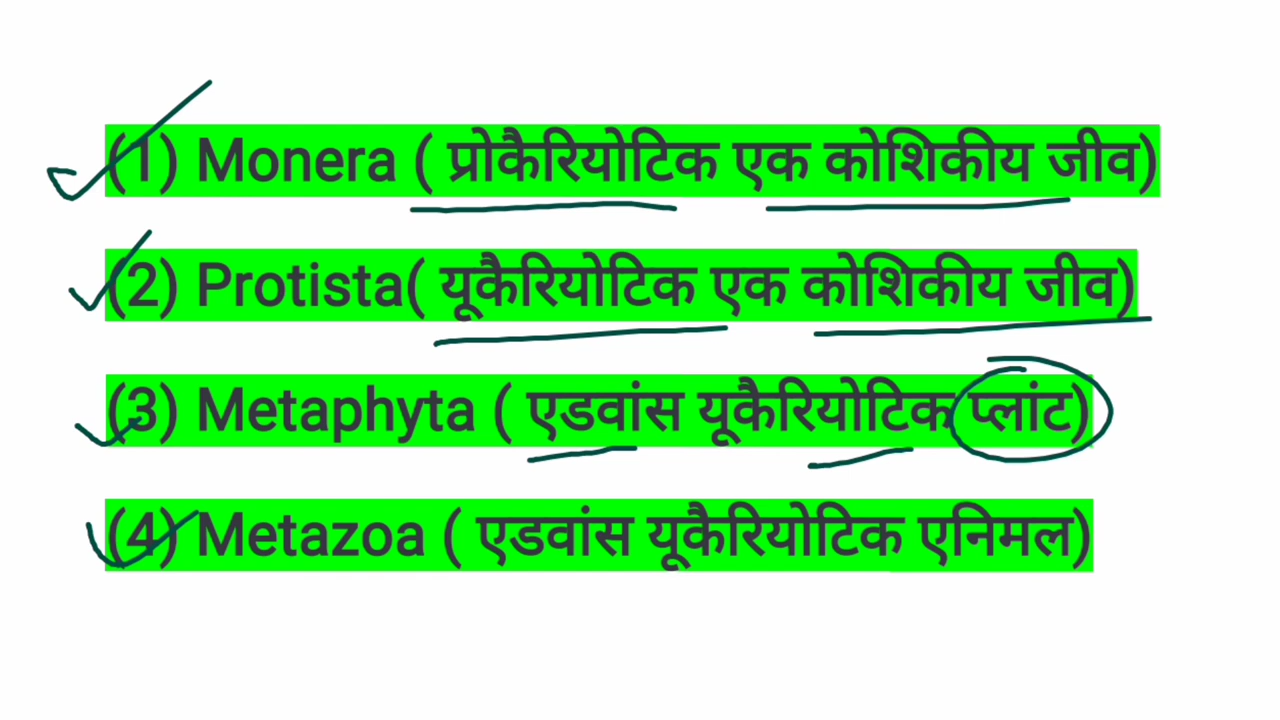 (1) Monera ( प्रोकैरियोटिक एक कोशिकीय जीव)
(2) Protista( यूकैरियोटिक एक कोशिकीय जीव)
(3) Metaphyta ( एडवांस यूकैरियोटिक प्लांट)
(4) Metazoa ( एडवांस यूकैरियोटिक एनिमल)